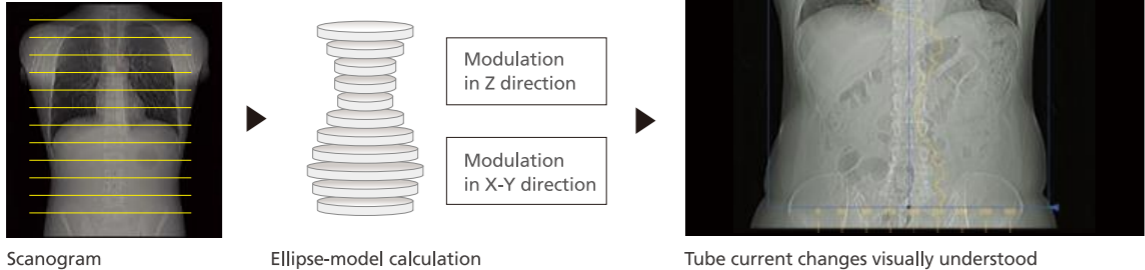 Modulation
in Z direction
Modulation
in X-Y direction
Scanogram
Ellipse-model calculation
Tube current changes visually understood